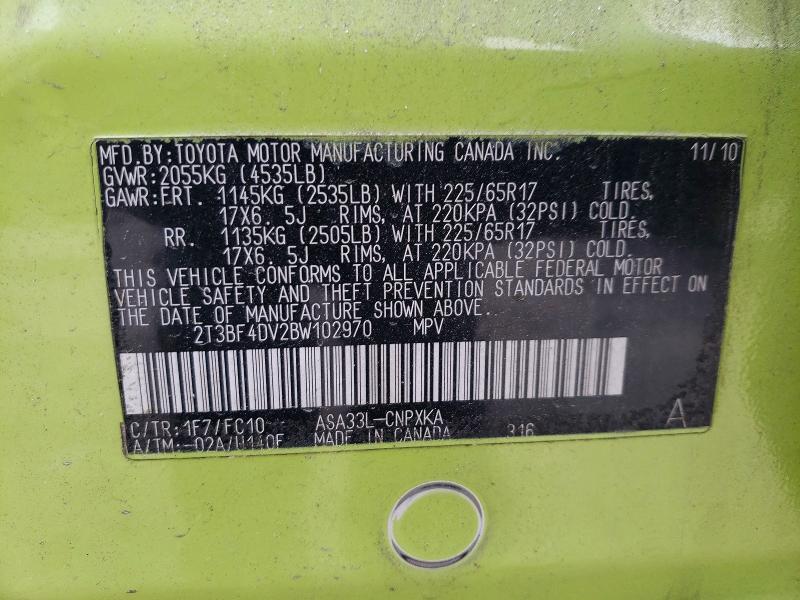 MFD.BY:TOYOTA MOTOR MANUFACTURING CANADA INC. 11/10
GVWR:2055KG (4535LB)
GAWR:FRT. 1145KG (2535LB) WITH 225/65R17 TIRES,
17X6. 5J RIMS, AT 220KPA (32PSI) COLD.
RR. 1135KG (2505LB) WITH 225/65R17 TIRES,
17X6. 5J RIMS, AT 220KPA (32PSI) COLD.
THIS VEHICLE CONFORMS TO ALL APPLICABLE FEDERAL MOTOR
VEHICLE SAFETY AND THEFT PREVENTION STANDARDS IN EFFECT ON
THE DATE OF MANUFACTURE SHOWN ABOVE.
2T3BF4DV2BW102970 MPV
C/TR:1F7/FC10 ASA33L-CNPXKA A
A/TM:-02A/U140F MADE IN CANADA 316